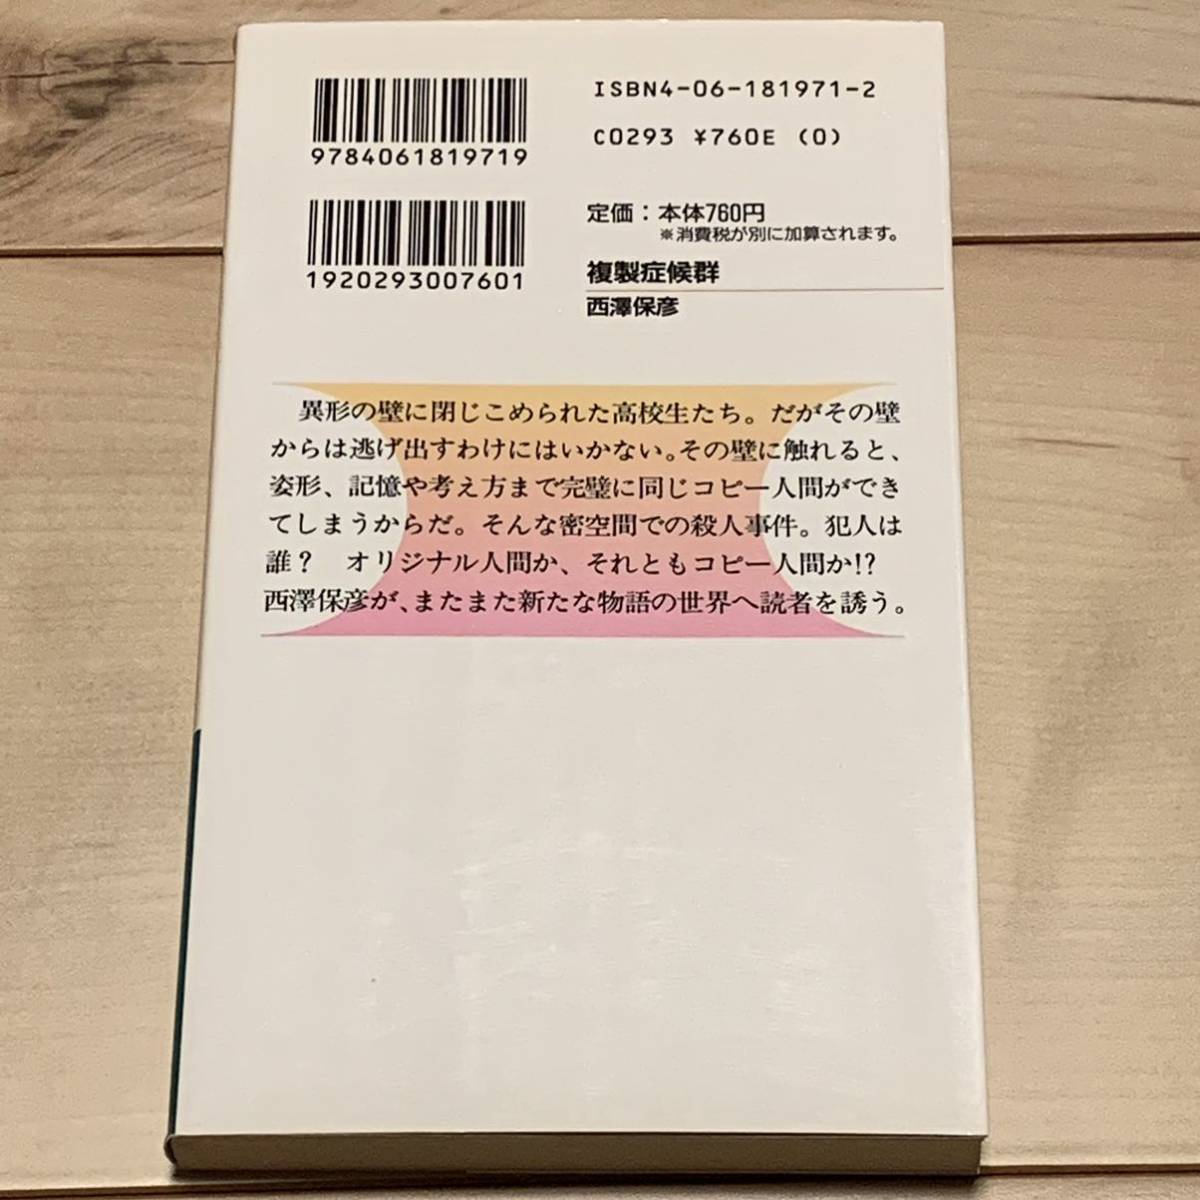 9784061819719
1920293007601
ISBN4-06-181971-2
C0293 ¥760E (0)
定価：本体760円
※消費税が別に加算されます。
複製症候群
西澤保彦
異形の壁に閉じこめられた高校生たち。だがその壁
からは逃げ出すわけにはいかない。その壁に触れると、
姿形、記憶や考え方まで完璧に同じコピー人間ができ
てしまうからだ。そんな密空間での殺人事件。犯人は
誰？　オリジナル人間か、それともコピー人間か!?
西澤保彦が、またまた新たな物語の世界へ読者を誘う。